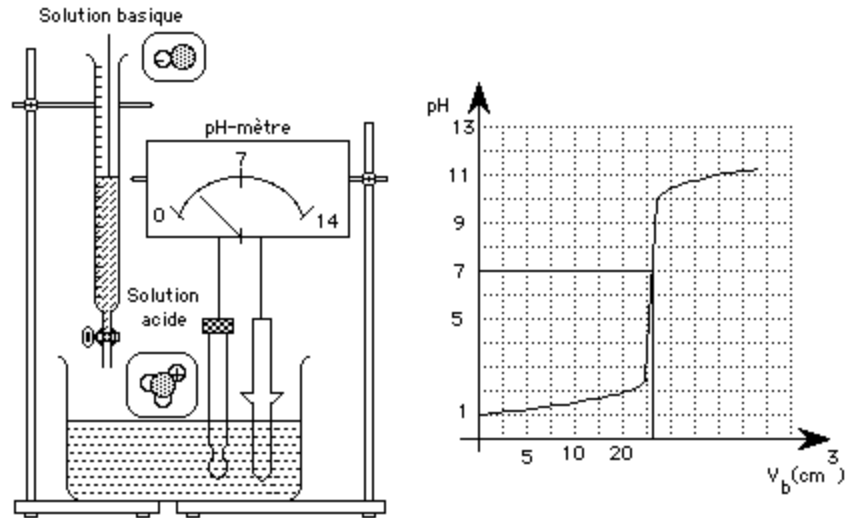 Solution basique
pH-mètre
7
0
14
Solution
acide
pH
13
11
9
7
5
1
5
10
20
V_b(cm^3)